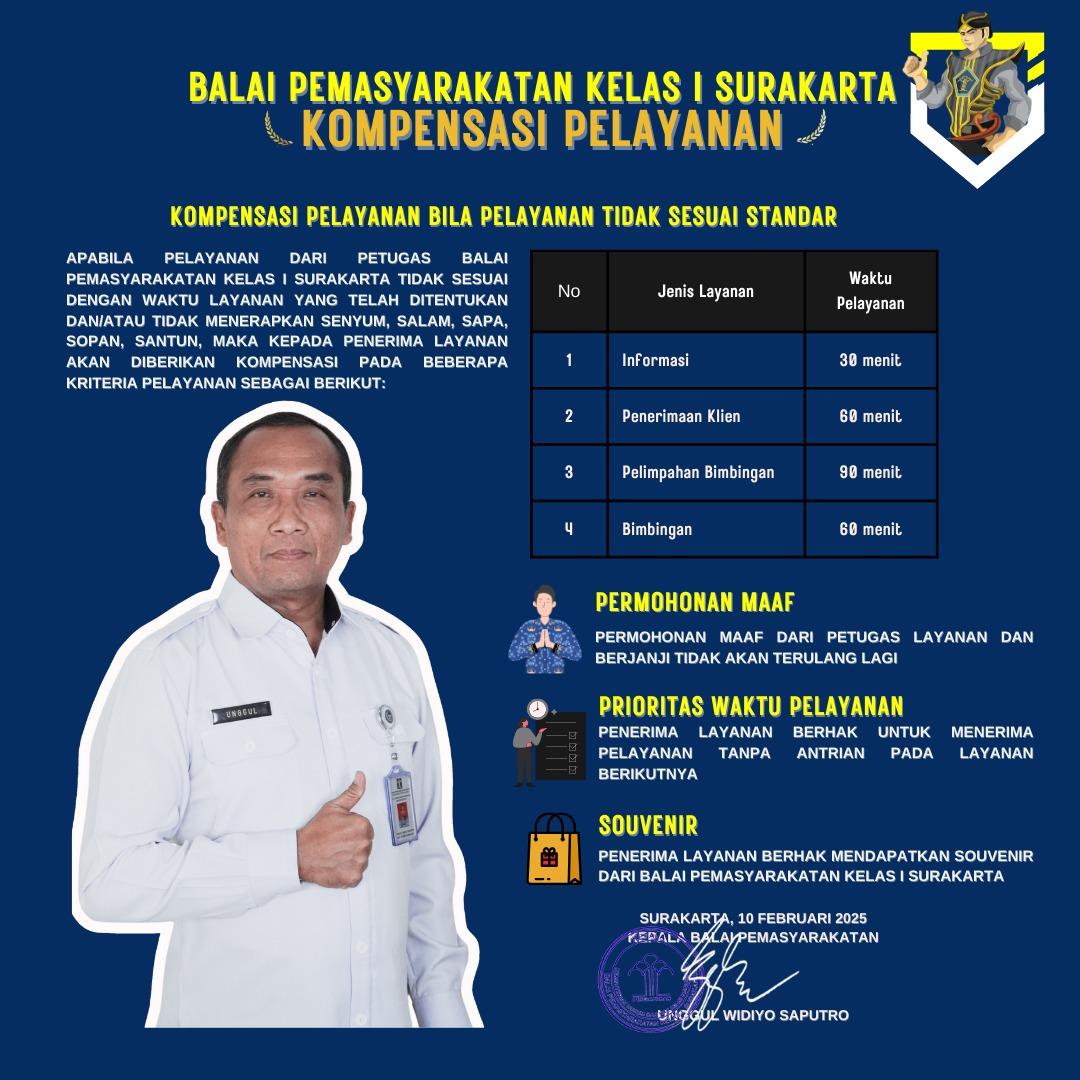 BALAI PEMASYARAKATAN KELAS I SURAKARTA
KOMPENSASI PELAYANAN
KOMPENSASI PELAYANAN BILA PELAYANAN TIDAK SESUAI STANDAR
APABILA PELAYANAN DARI PETUGAS BALAI
PEMASYARAKATAN KELAS I SURAKARTA TIDAK SESUAI
DENGAN WAKTU LAYANAN YANG TELAH DITENTUKAN
DAN/ATAU TIDAK MENERAPKAN SENYUM, SALAM, SAPA,
SOPAN, SANTUN, MAKA KEPADA PENERIMA LAYANAN
AKAN DIBERIKAN KOMPENSASI PADA BEBERAPA
KRITERIA PELAYANAN SEBAGAI BERIKUT:
No Jenis Layanan Waktu Pelayanan
1 Informasi 30 menit
2 Penerimaan Klien 60 menit
3 Pelimpahan Bimbingan 90 menit
4 Bimbingan 60 menit
UNGGUL
PERMOHONAN MAAF
PERMOHONAN MAAF DARI PETUGAS LAYANAN DAN
BERJANJI TIDAK AKAN TERULANG LAGI
PRIORITAS WAKTU PELAYANAN
PENERIMA LAYANAN BERHAK UNTUK MENERIMA
PELAYANAN TANPA ANTRIAN PADA LAYANAN
BERIKUTNYA
SOUVENIR
PENERIMA LAYANAN BERHAK MENDAPATKAN SOUVENIR
DARI BALAI PEMASYARAKATAN KELAS I SURAKARTA
SURAKARTA, 10 FEBRUARI 2025
KEPALA BALAI PEMASYARAKATAN
UNGGUL WIDIYO SAPUTRO